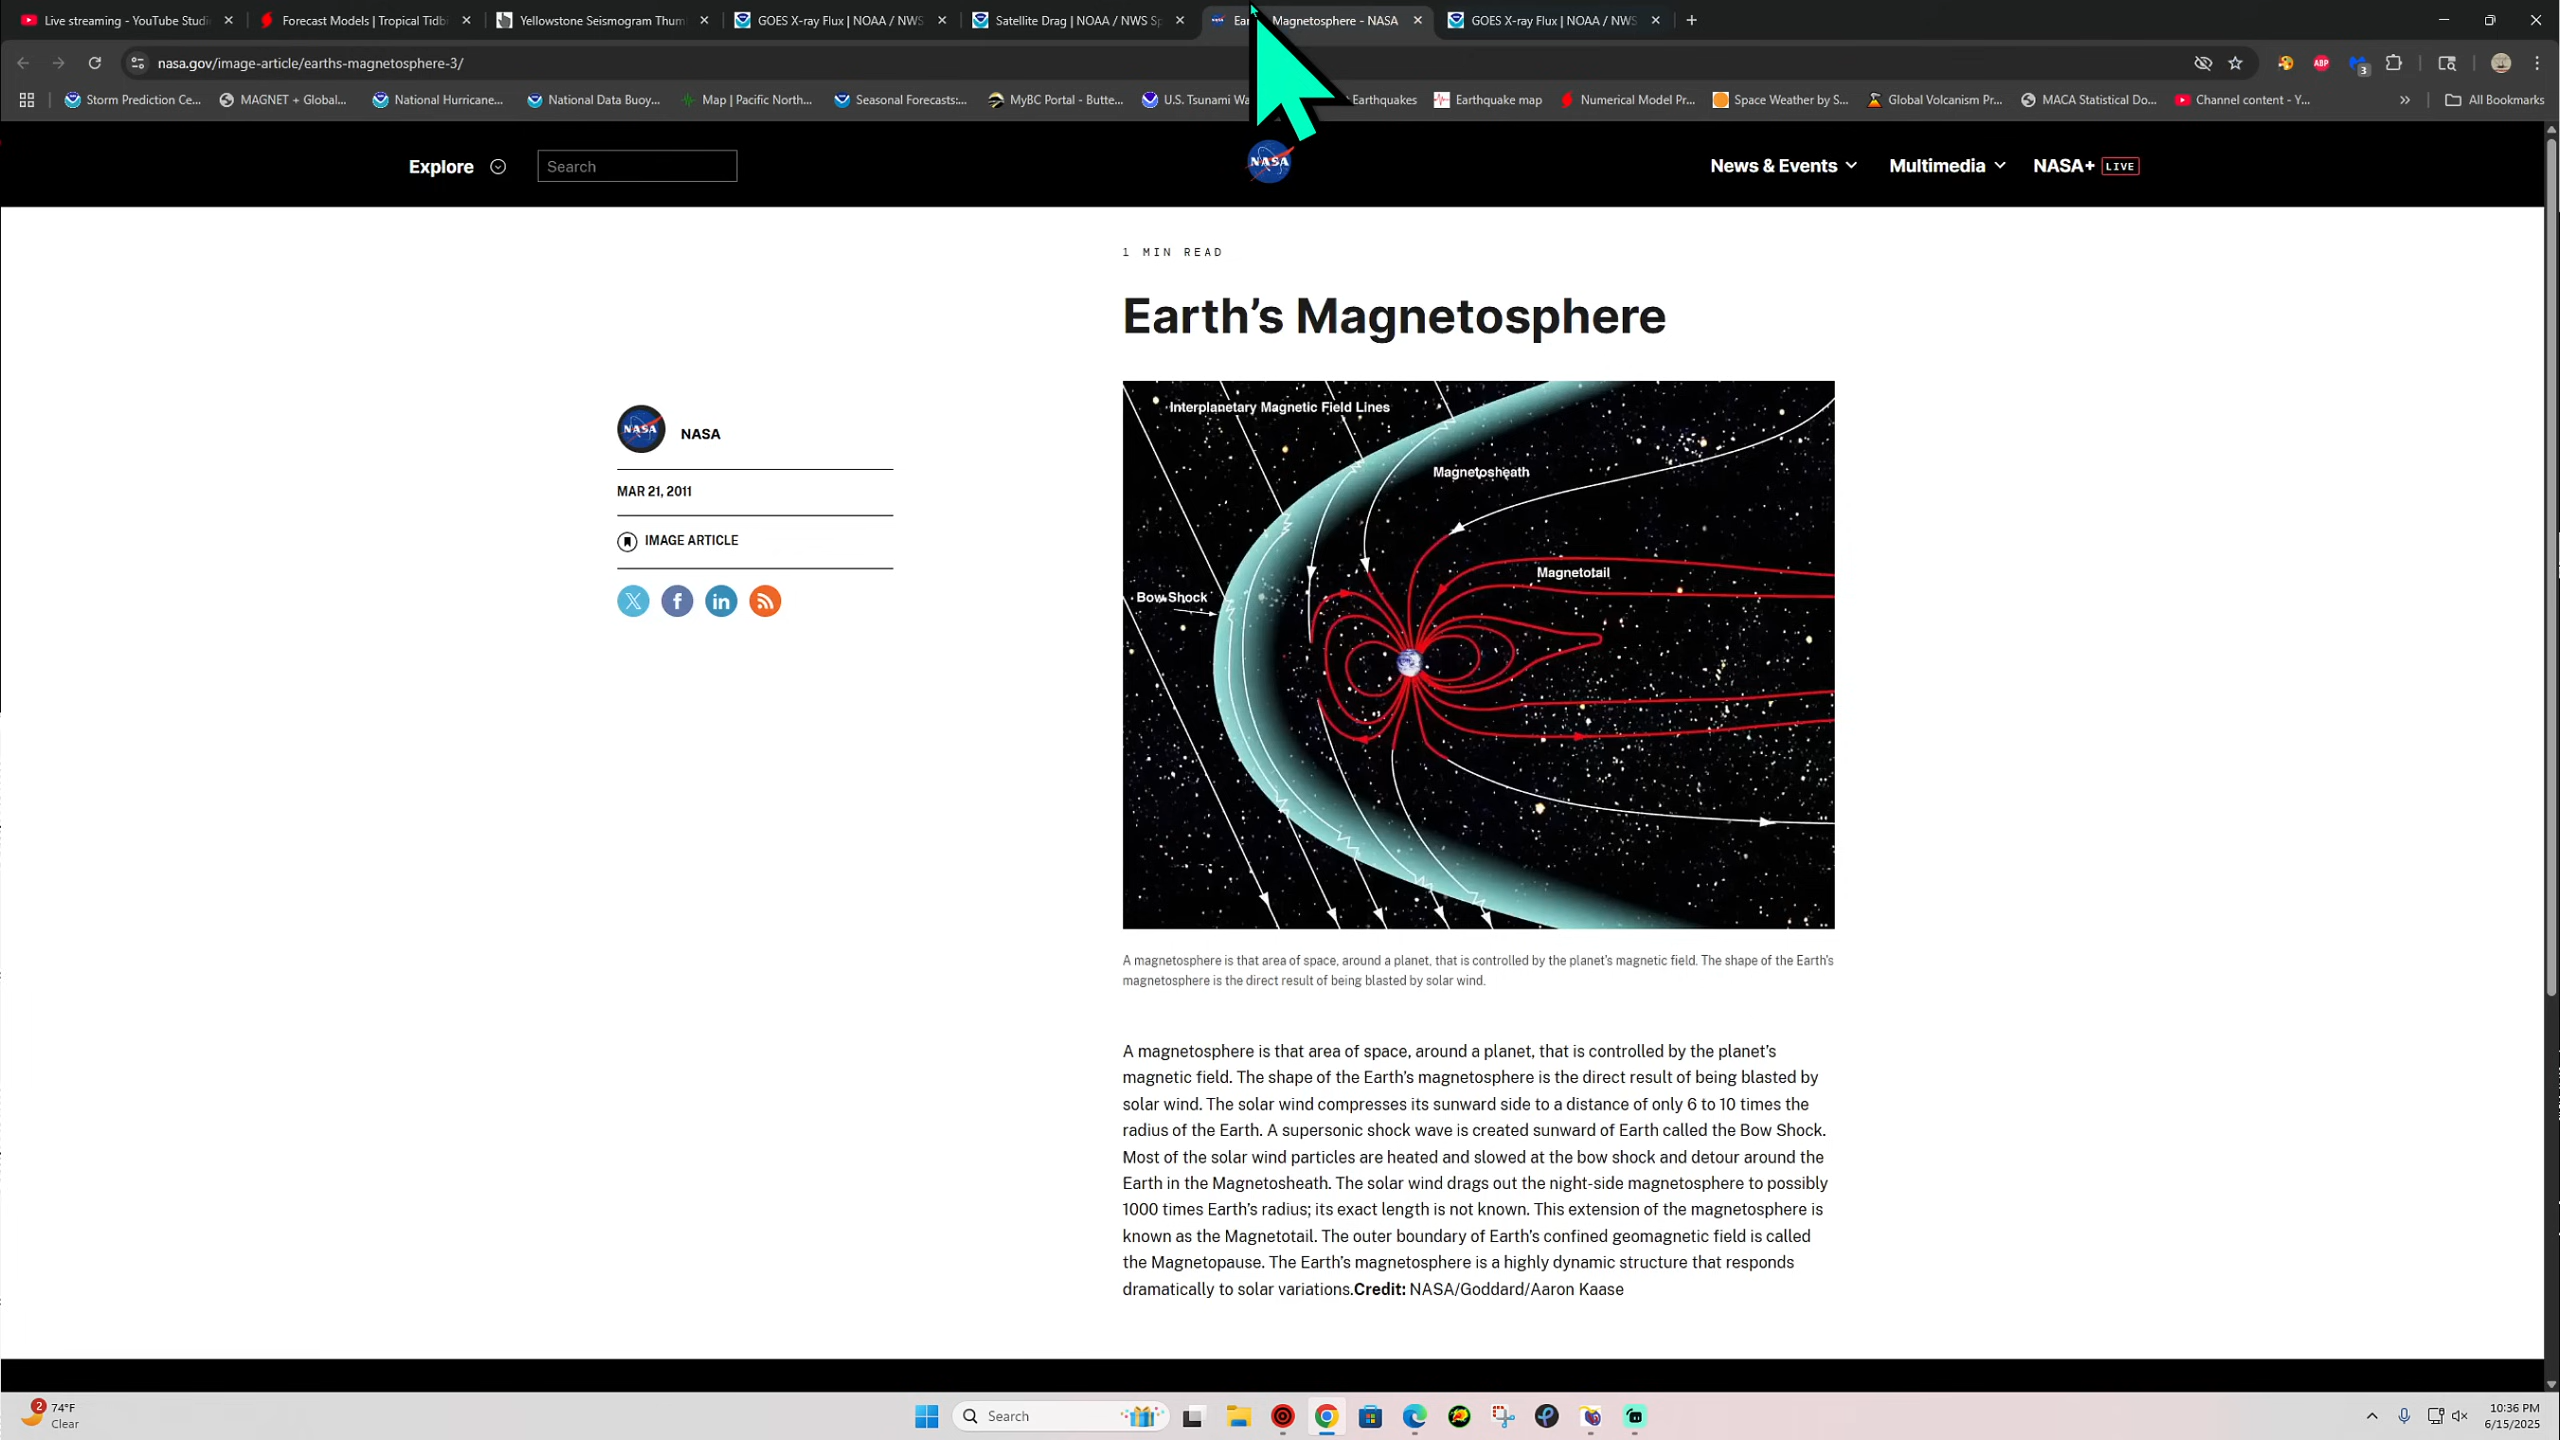 Live streaming - YouTube Studi
Forecast Models | Tropical Tidbi
Yellowstone Seismogram Thum
GOES X-ray Flux | NOAA / NWS
Satellite Drag | NOAA / NWS Sp
Magnetosphere - NASA
GOES X-ray Flux | NOAA / NWS
nasa.gov/image-article/earths-magnetosphere-3/
ABP
3
Storm Prediction Ce...
MAGNET + Global...
National Hurricane...
National Data Buoy...
Map | Pacific North...
Seasonal Forecasts:...
MyBC Portal - Butte...
U.S. Tsunami Wa
Earthquakes
Earthquake map
Numerical Model Pr...
Space Weather by S...
Global Volcanism Pr...
MACA Statistical Do...
Channel content - Y...
All Bookmarks
Explore
Search
NASA
News & Events
Multimedia
NASA+ LIVE
1 MIN READ
Earth’s Magnetosphere
NASA
NASA
MAR 21, 2011
IMAGE ARTICLE
Interplanetary Magnetic Field Lines
Magnetosheath
Magnetotail
Bow Shock
A magnetosphere is that area of space, around a planet, that is controlled by the planet's magnetic field. The shape of the Earth's
magnetosphere is the direct result of being blasted by solar wind.
A magnetosphere is that area of space, around a planet, that is controlled by the planet’s
magnetic field. The shape of the Earth’s magnetosphere is the direct result of being blasted by
solar wind. The solar wind compresses its sunward side to a distance of only 6 to 10 times the
radius of the Earth. A supersonic shock wave is created sunward of Earth called the Bow Shock.
Most of the solar wind particles are heated and slowed at the bow shock and detour around the
Earth in the Magnetosheath. The solar wind drags out the night-side magnetosphere to possibly
1000 times Earth’s radius; its exact length is not known. This extension of the magnetosphere is
known as the Magnetotail. The outer boundary of Earth’s confined geomagnetic field is called
the Magnetopause. The Earth’s magnetosphere is a highly dynamic structure that responds
dramatically to solar variations.Credit: NASA/Goddard/Aaron Kaase
2
74°F
Clear
Search
10:36 PM
6/15/2025